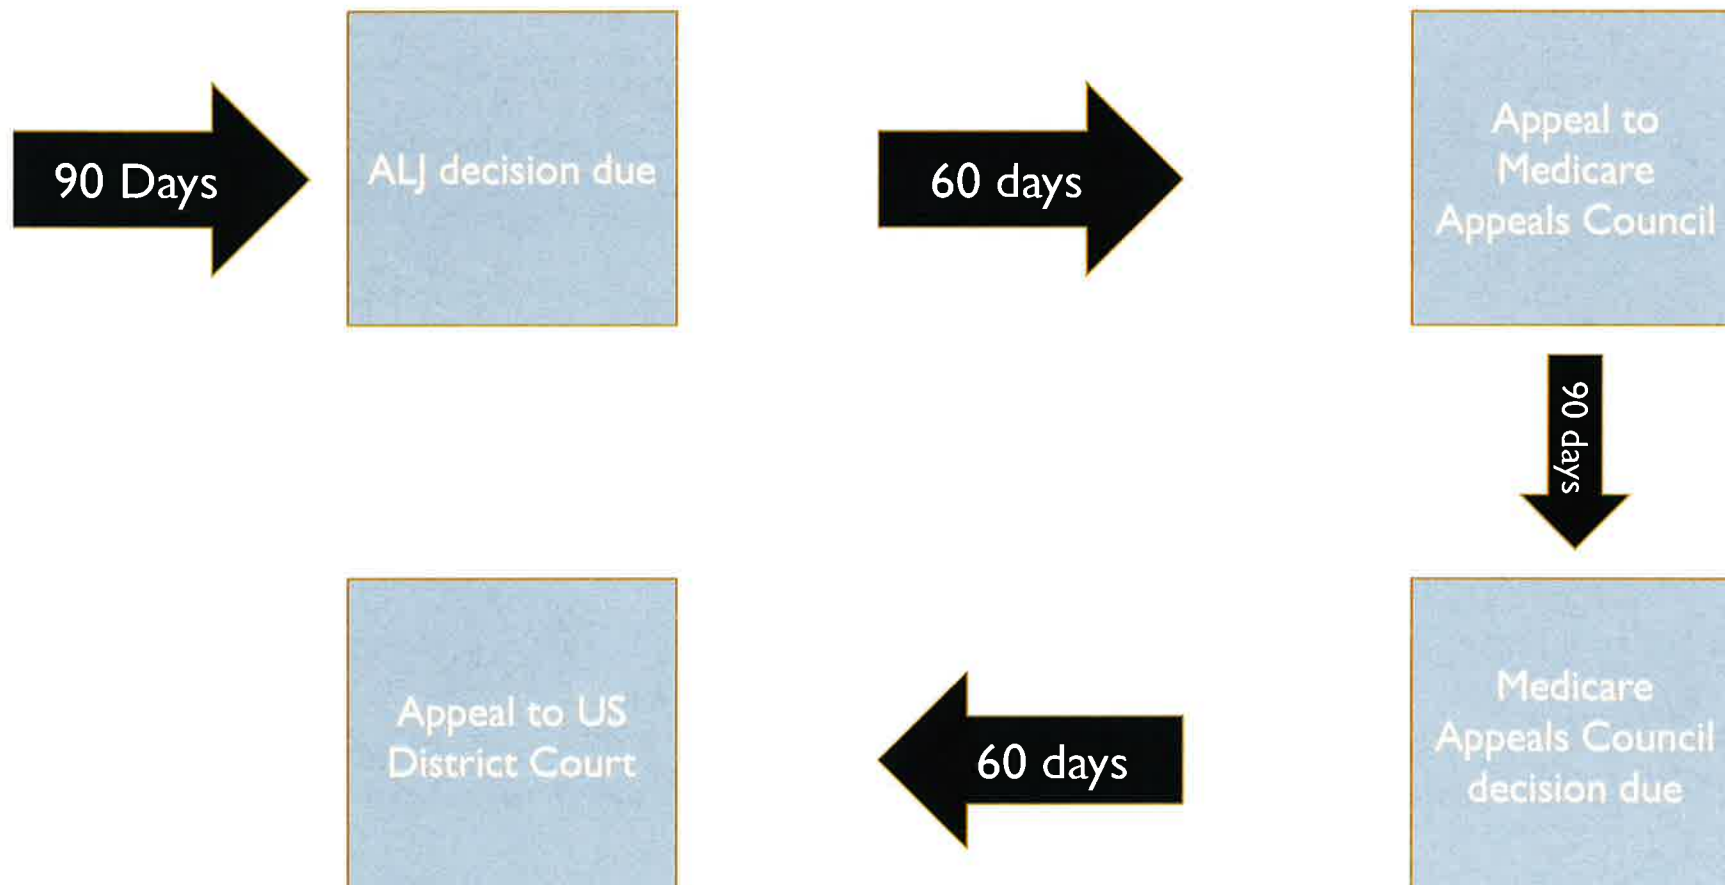 90 Days
ALJ decision due
60 days
Appeal to
Medicare
Appeals Council
90 days
Medicare
Appeals Council
decision due
60 days
Appeal to US
District Court